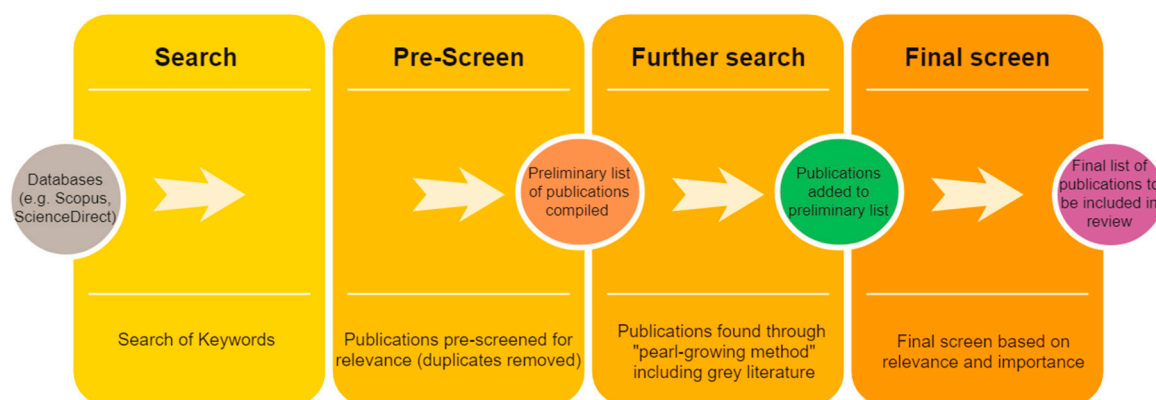 Search
Pre-Screen
Further search
Final screen
Databases
(e.g. Scopus,
ScienceDirect)
Preliminary list
of publications
compiled
Publications
added to
preliminary list
Final list of
publications to
be included in
review
Search of Keywords
Publications pre-screened for
relevance (duplicates removed)
Publications found through
"pearl-growing method"
including grey literature
Final screen based on
relevance and importance